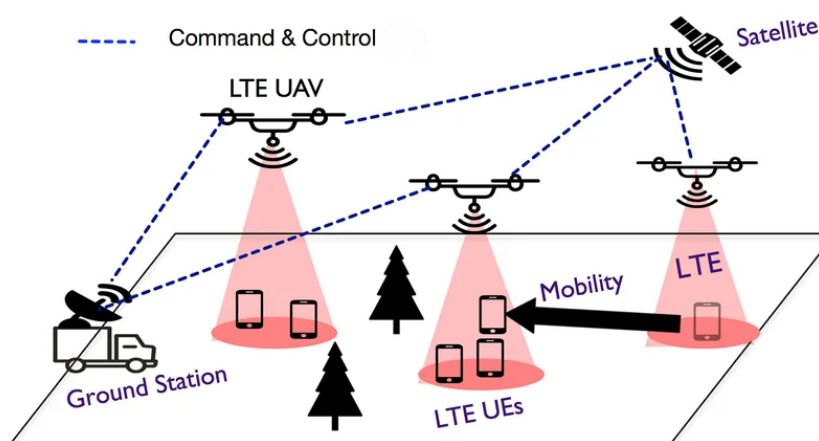 Command & Control
Satellite
LTE UAV
LTE
Mobility
Ground Station
LTE UEs